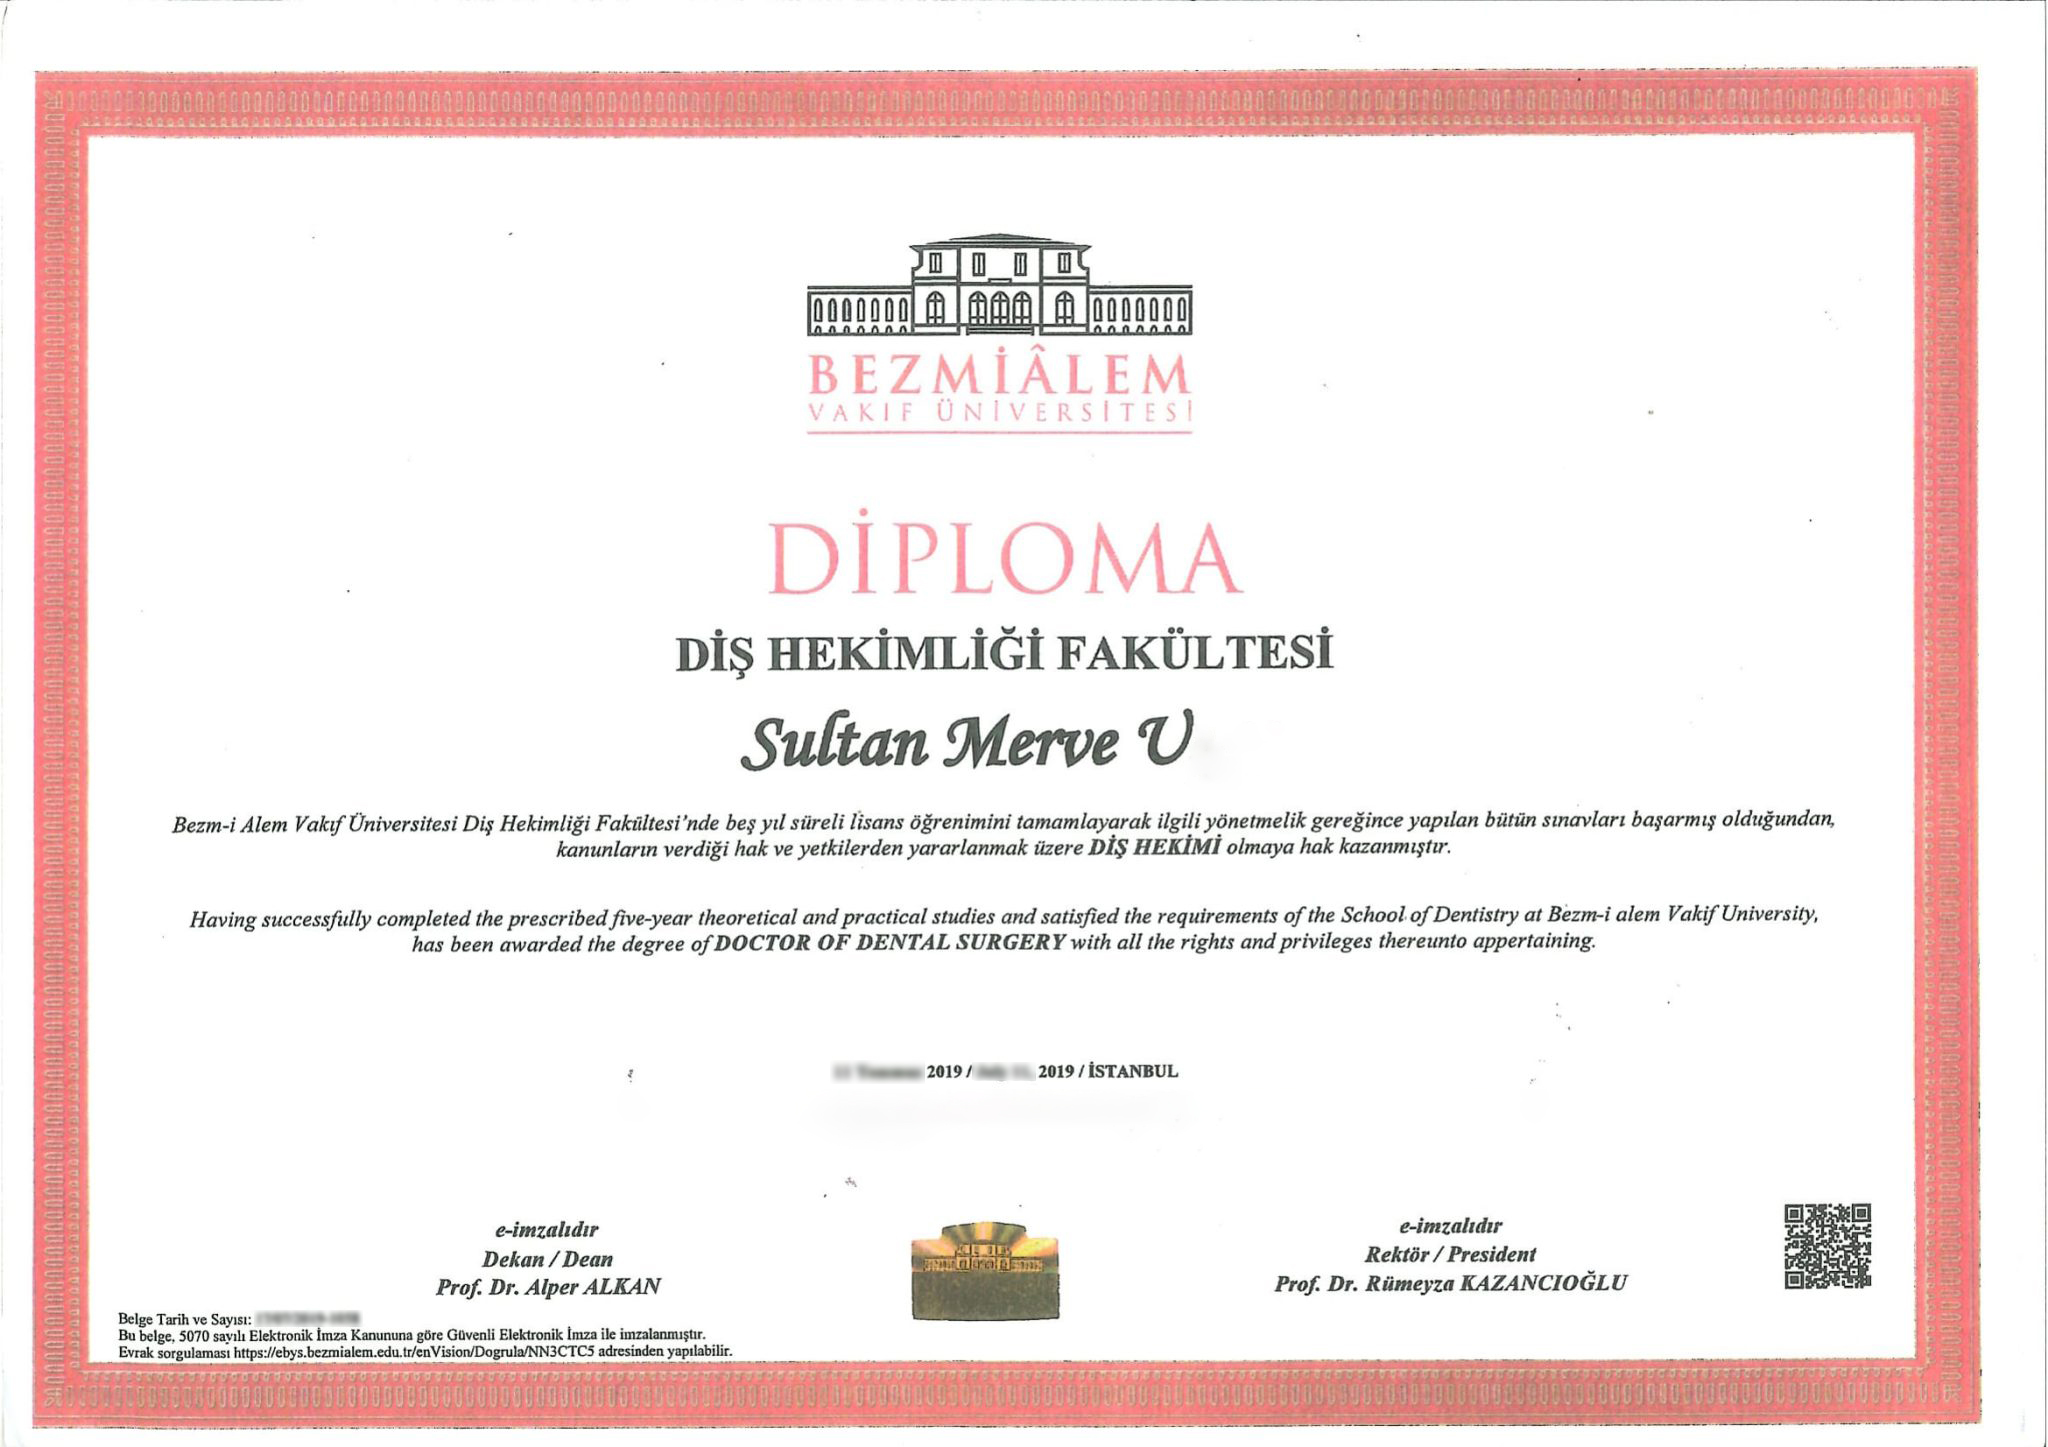 BEZMİÂLEM
VAKIF ÜNİVERSİTESİ
DİPLOMA
DİŞ HEKİMLİĞİ FAKÜLTESİ
Sultan Merve U
Bezm-i Alem Vakıf Üniversitesi Diş Hekimliği Fakültesi'nde beş yıl süreli lisans öğrenimini tamamlayarak ilgili yönetmelik gereğince yapılan bütün sınavları başarmış olduğundan,
kanunların verdiği hak ve yetkilerden yararlanmak üzere DİŞ HEKİMİ olmaya hak kazanmıştır.
Having successfully completed the prescribed five-year theoretical and practical studies and satisfied the requirements of the School of Dentistry at Bezm-i alem Vakif University,
has been awarded the degree of DOCTOR OF DENTAL SURGERY with all the rights and privileges thereunto appertaining.
2019 / 2019 / İSTANBUL
e-imzalıdır
Dekan / Dean
Prof. Dr. Alper ALKAN
e-imzalıdır
Rektör / President
Prof. Dr. Rümeyza KAZANCIOĞLU
Belge Tarih ve Sayısı:
Bu belge, 5070 sayılı Elektronik İmza Kanununa göre Güvenli Elektronik İmza ile imzalanmıştır.
Evrak sorgulaması https://ebys.bezmialem.edu.tr/enVision/Dogrula/NN3CTC5 adresinden yapılabilir.